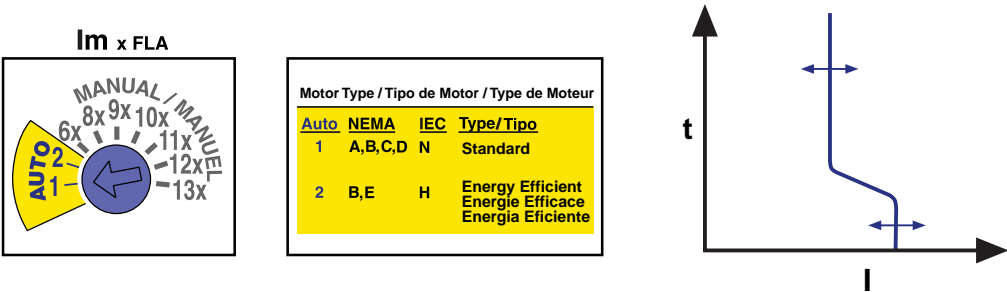 Im x FLA
MANUAL / MANUEL
AUTO
1
2
6x
8x
9x
10x
11x
12x
13x
Motor Type / Tipo de Motor / Type de Moteur
Auto NEMA IEC Type/Tipo
1 A,B,C,D N Standard
2 B,E H Energy Efficient
Energie Efficace
Energia Eficiente
t
I